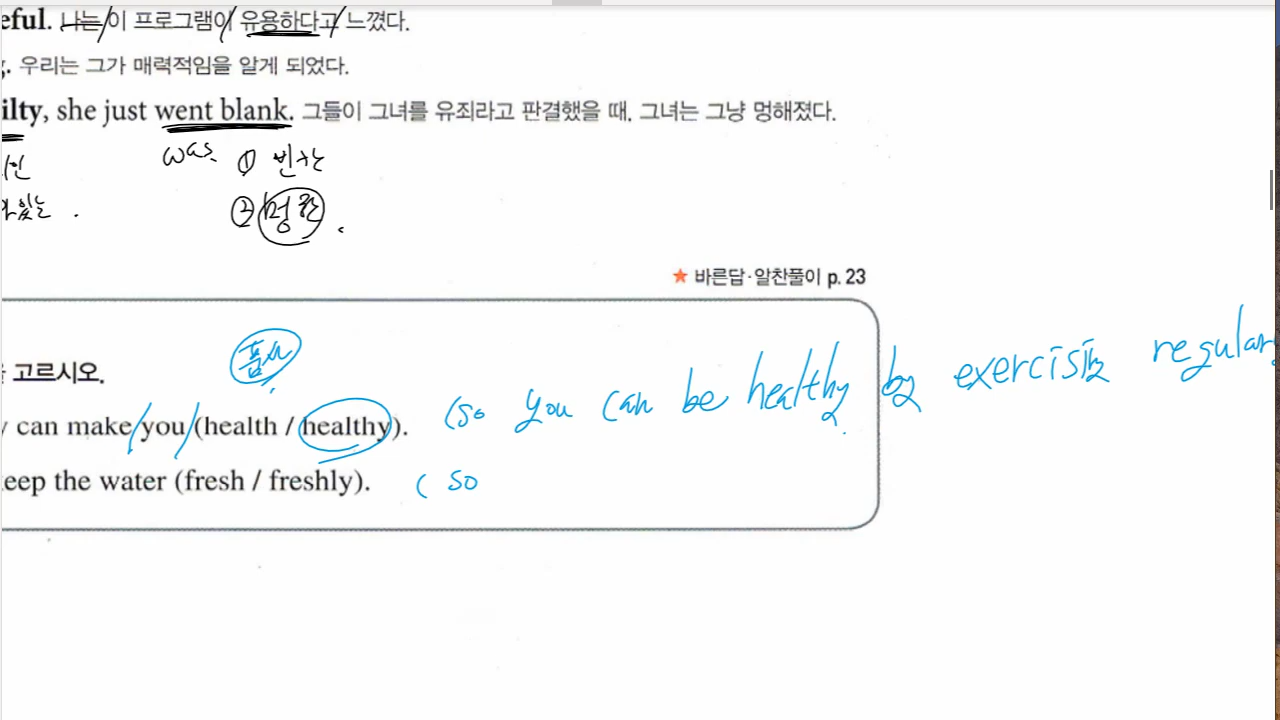 eful. 나는 이 프로그램이 유용하다고 느꼈다.
g. 우리는 그가 매력적임을 알게 되었다.
ilty, she just went blank. 그들이 그녀를 유죄라고 판결했을 때, 그녀는 그냥 멍해졌다.
was ① 빈
② 멍한
★ 바른답·알찬풀이 p. 23
고르시오.
y can make you (health / healthy). (so you can be healthy by exercising regular
eep the water (fresh / freshly). ( so